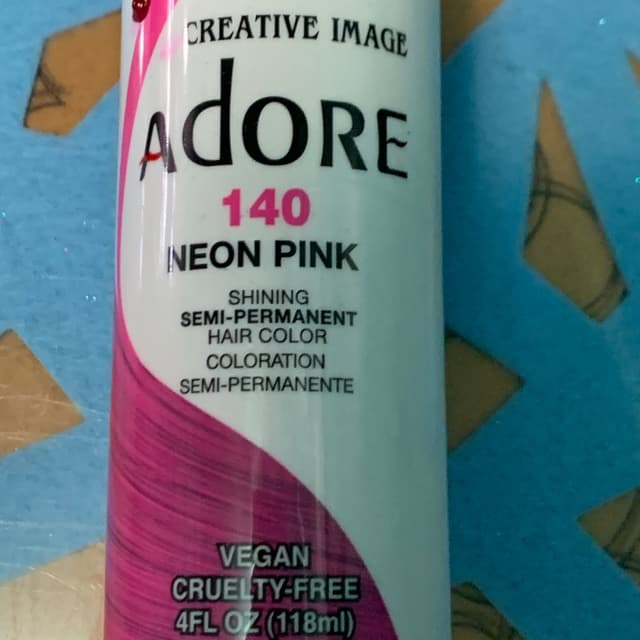 CREATIVE IMAGE
AdORE
140
NEON PINK
SHINING
SEMI-PERMANENT
HAIR COLOR
COLORATION
SEMI-PERMANENTE
VEGAN
CRUELTY-FREE
4FL OZ (118ml)